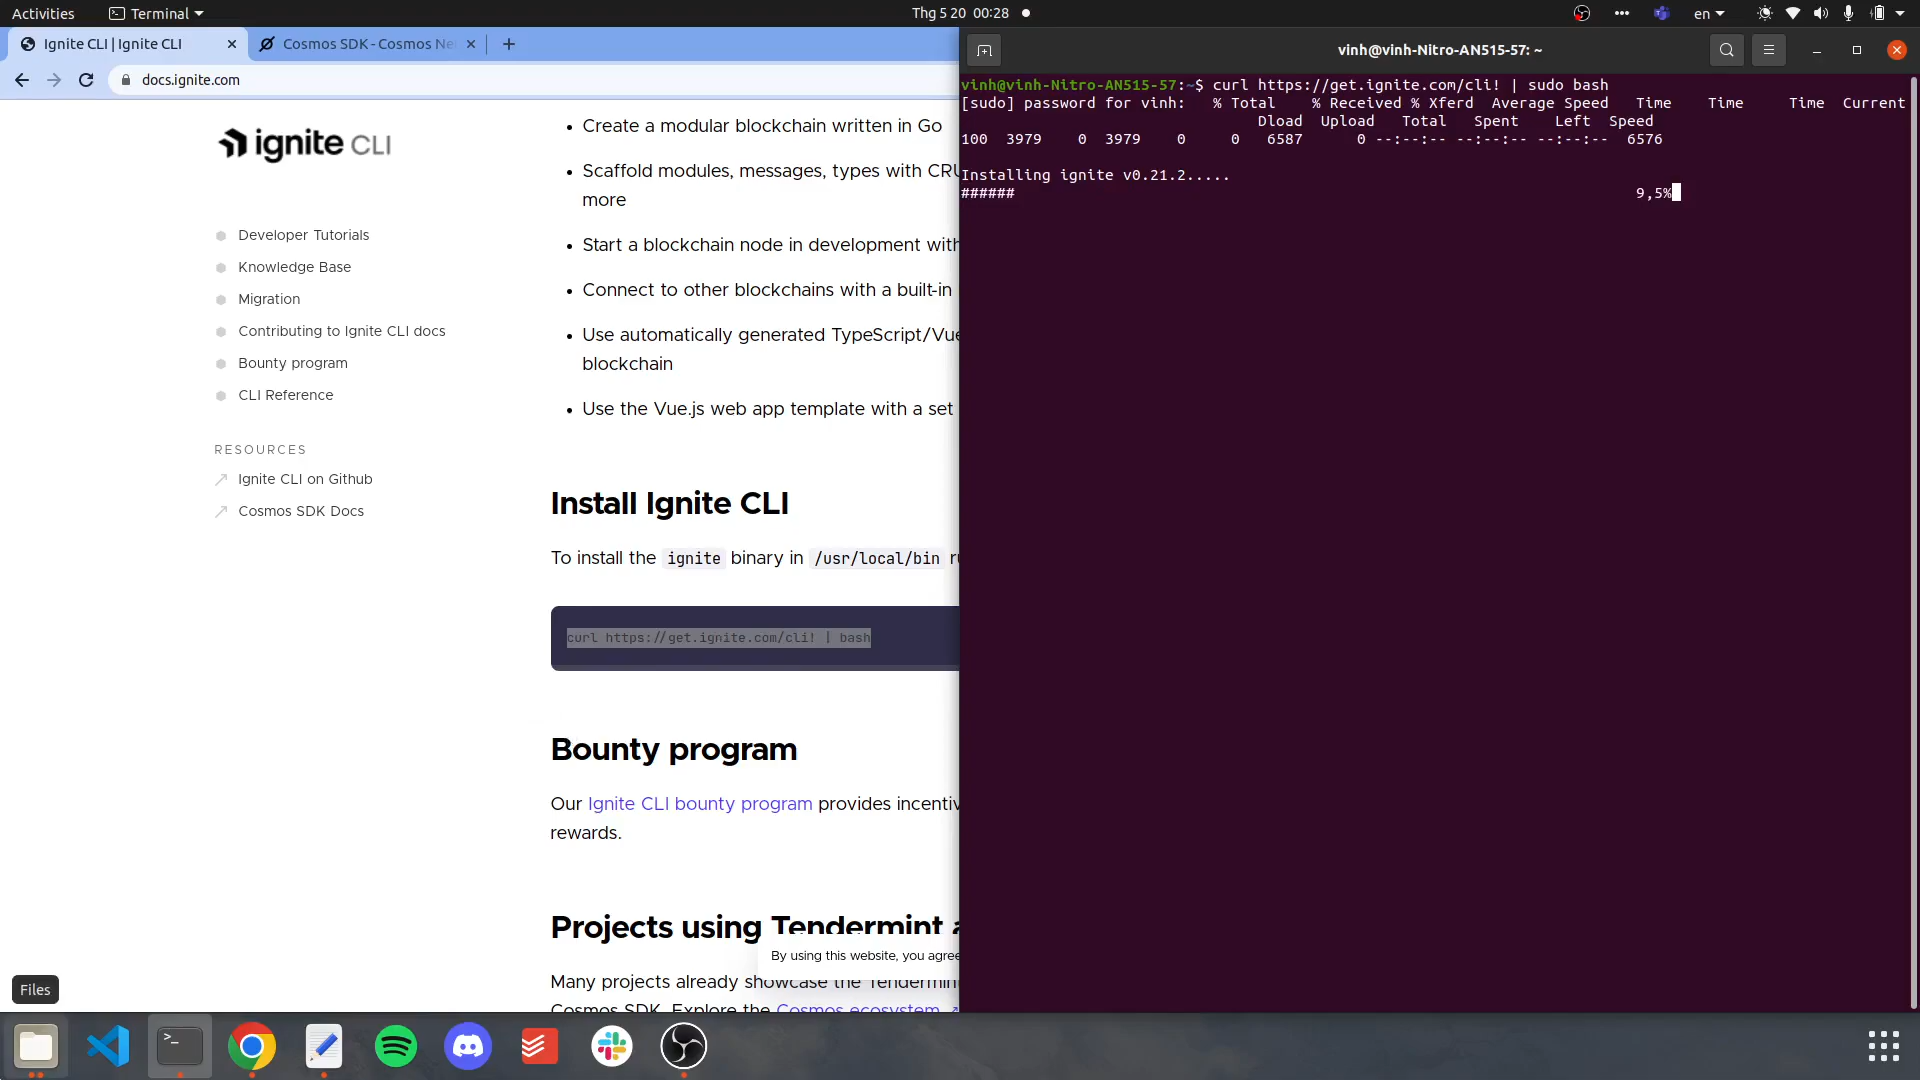 Activities
Terminal
Thg 5 20 00:28
en
Ignite CLI | Ignite CLI
Cosmos SDK - Cosmos Ne
docs.ignite.com
ignite CLI
Developer Tutorials
Knowledge Base
Migration
Contributing to Ignite CLI docs
Bounty program
CLI Reference
RESOURCES
Ignite CLI on Github
Cosmos SDK Docs
Create a modular blockchain written in Go
Scaffold modules, messages, types with CRU
more
Start a blockchain node in development with
Connect to other blockchains with a built-in
Use automatically generated TypeScript/Vue
blockchain
Use the Vue.js web app template with a set
Install Ignite CLI
To install the ignite binary in /usr/local/bin ru
curl https://get.ignite.com/cli! | bash
Bounty program
Our Ignite CLI bounty program provides incentiv
rewards.
Projects using Tendermint a
By using this website, you agree
Many projects already showcase the Tendermint
Cosmos SDK. Explore the Cosmos ecosystem
Files
vinh@vinh-Nitro-AN515-57: ~
vinh@vinh-Nitro-AN515-57:~$ curl https://get.ignite.com/cli! | sudo bash
[sudo] password for vinh:   % Total    % Received % Xferd  Average Speed   Time    Time     Time  Current
Dload  Upload   Total   Spent    Left  Speed
100  3979    0  3979    0     0   6587      0 --:--:-- --:--:-- --:--:--  6576
Installing ignite v0.21.2.....
###### 9,5%